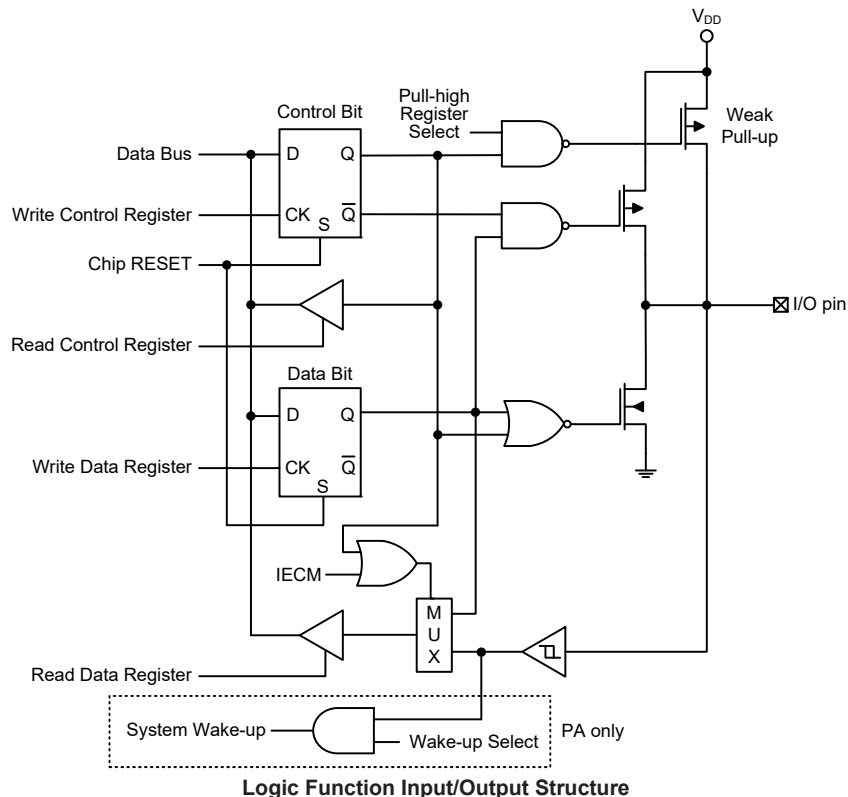 V_DD
Control Bit
Pull-high
Register
Select
Weak
Pull-up
Data Bus
D
Q
Write Control Register
CK
S
Q̅
Chip RESET
I/O pin
Read Control Register
Data Bit
D
Q
Write Data Register
CK
Q̅
S
IECM
M
U
X
Read Data Register
System Wake-up
Wake-up Select
PA only
Logic Function Input/Output Structure